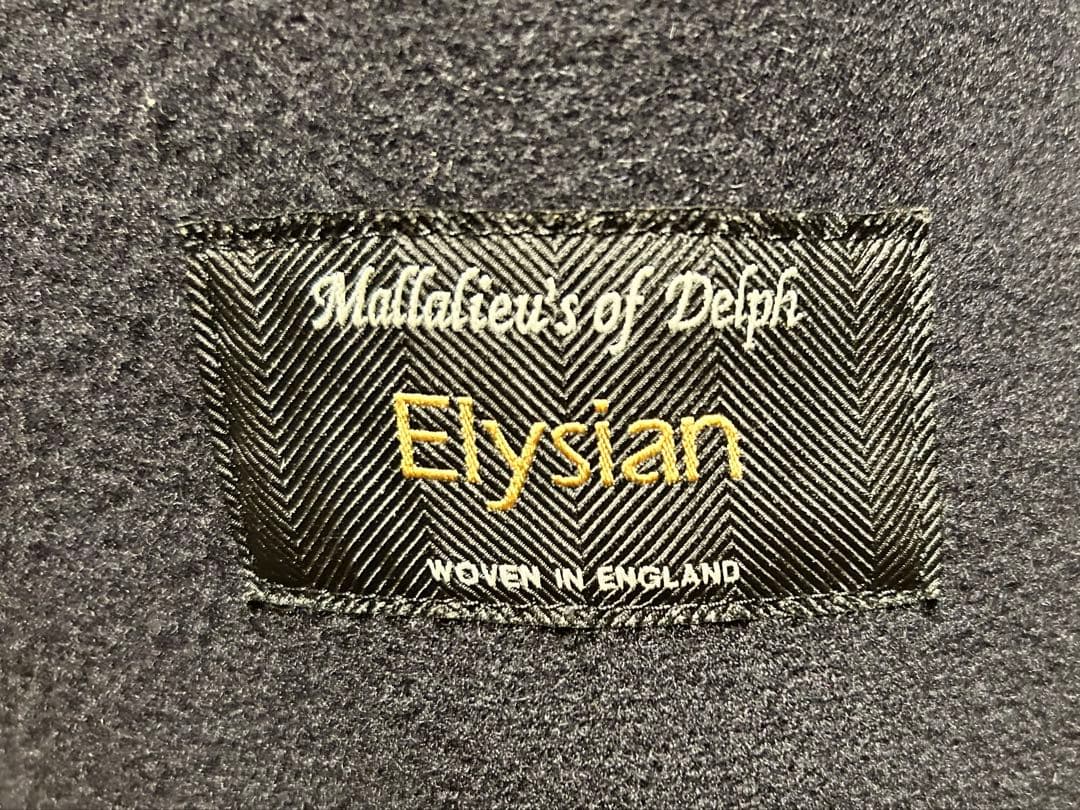 Mallalieu's of Delph
Elysian
WOVEN IN ENGLAND